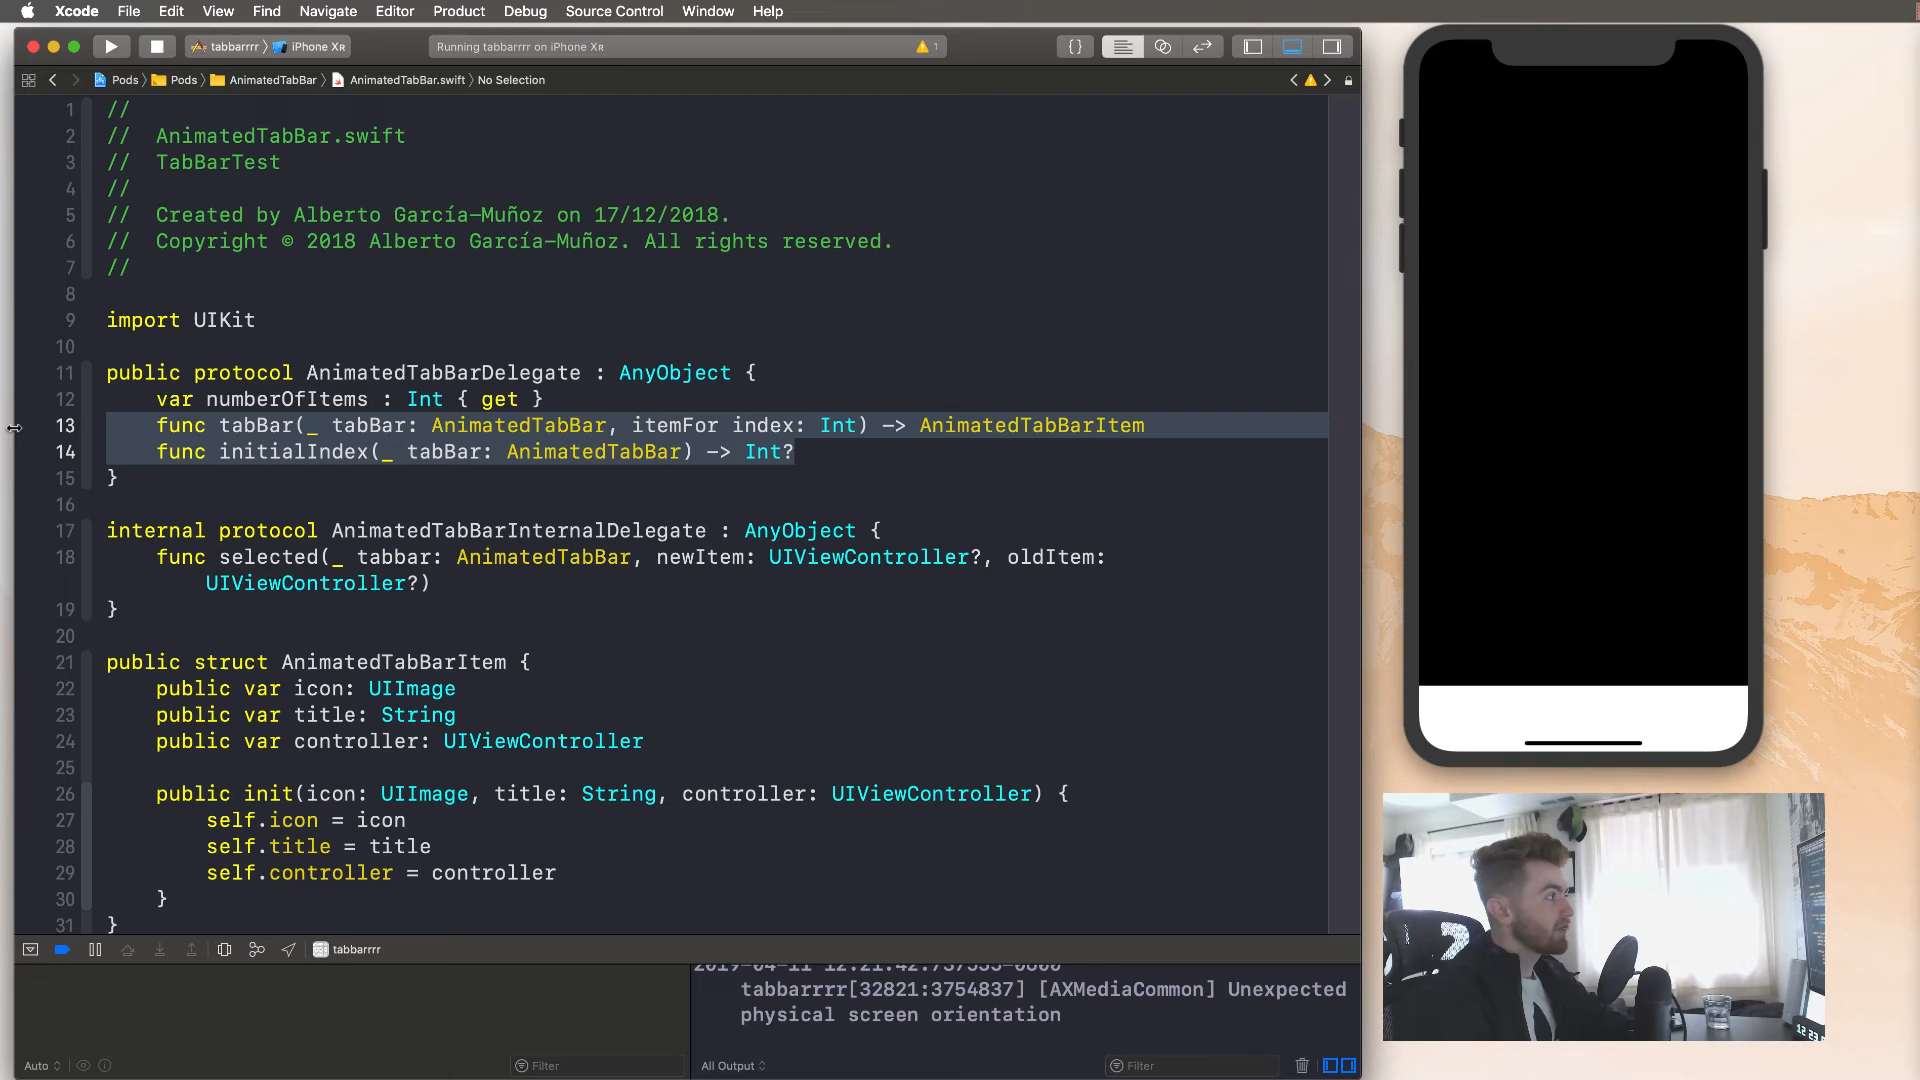 Xcode File Edit View Find Navigate Editor Product Debug Source Control Window Help
tabbarrrr iPhone XR Running tabbarrrr on iPhone XR 1
Pods Pods AnimatedTabBar AnimatedTabBar.swift No Selection
1 //
2 // AnimatedTabBar.swift
3 // TabBarTest
4 //
5 // Created by Alberto García-Muñoz on 17/12/2018.
6 // Copyright © 2018 Alberto García-Muñoz. All rights reserved.
7 //
8
9 import UIKit
10
11 public protocol AnimatedTabBarDelegate : AnyObject {
12 var numberOfItems : Int { get }
13 func tabBar(_ tabBar: AnimatedTabBar, itemFor index: Int) -> AnimatedTabBarItem
14 func initialIndex(_ tabBar: AnimatedTabBar) -> Int?
15 }
16
17 internal protocol AnimatedTabBarInternalDelegate : AnyObject {
18 func selected(_ tabbar: AnimatedTabBar, newItem: UIViewController?, oldItem:
UIViewController?)
19 }
20
21 public struct AnimatedTabBarItem {
22 public var icon: UIImage
23 public var title: String
24 public var controller: UIViewController
25
26 public init(icon: UIImage, title: String, controller: UIViewController) {
27 self.icon = icon
28 self.title = title
29 self.controller = controller
30 }
31 }
tabbarrrr
2019-04-11 12:21:42.737555-0600
tabbarrrr[32821:3754837] [AXMediaCommon] Unexpected
physical screen orientation
Auto Filter All Output Filter